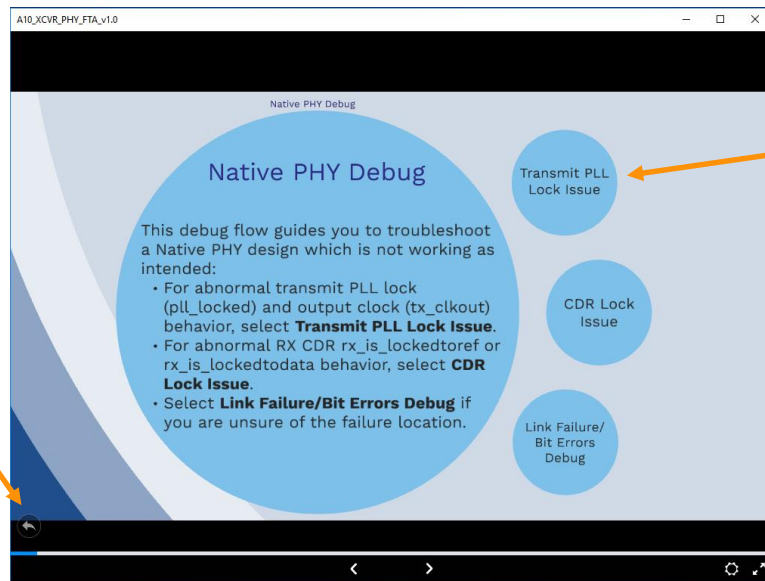 A10_XCVR_PHY_FTA_v1.0
Native PHY Debug
Native PHY Debug
This debug flow guides you to troubleshoot
a Native PHY design which is not working as
intended:
• For abnormal transmit PLL lock
(pll_locked) and output clock (tx_clkout)
behavior, select Transmit PLL Lock Issue.
• For abnormal RX CDR rx_is_lockedtoref or
rx_is_lockedtodata behavior, select CDR
Lock Issue.
• Select Link Failure/Bit Errors Debug if
you are unsure of the failure location.
Transmit PLL
Lock Issue
CDR Lock
Issue
Link Failure/
Bit Errors
Debug